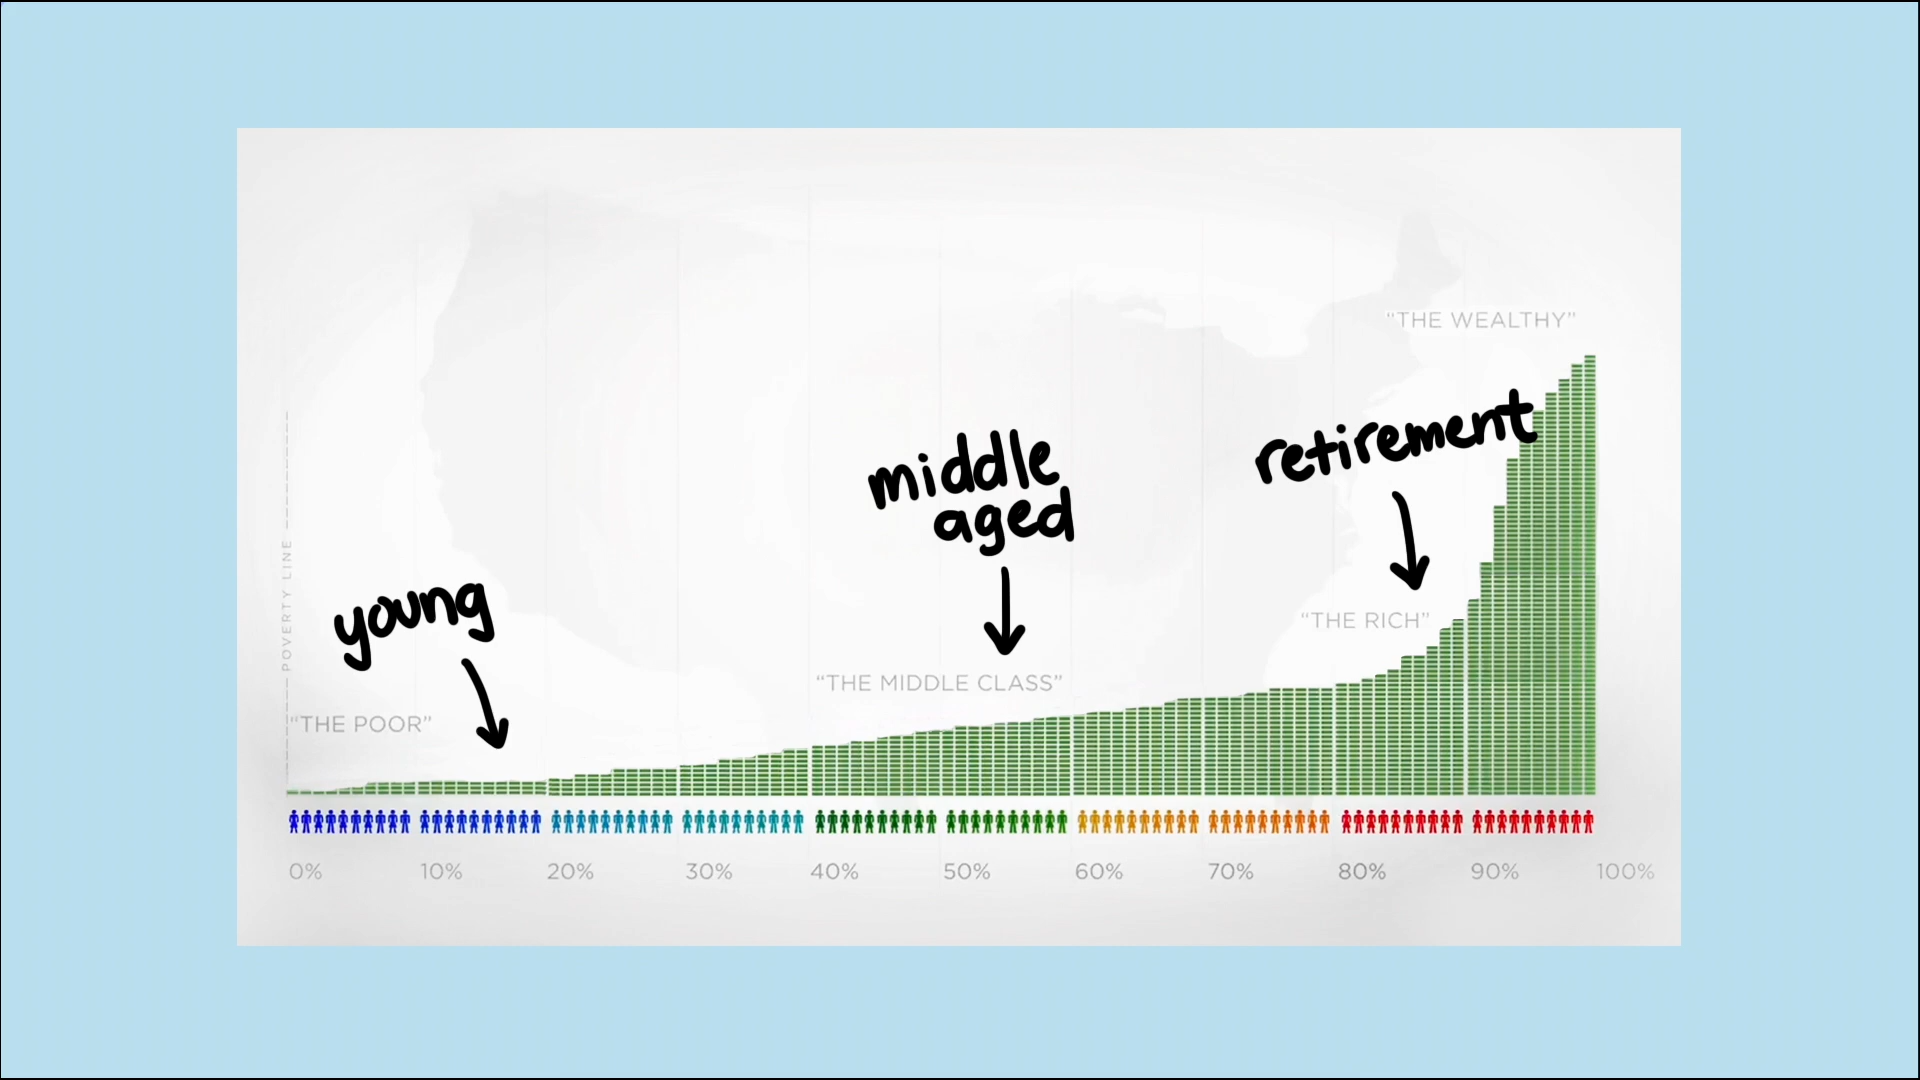 “THE WEALTHY”
retirement
middle
aged
young
POVERTY LINE
“THE RICH”
“THE MIDDLE CLASS”
“THE POOR”
0% 10% 20% 30% 40% 50% 60% 70% 80% 90% 100%